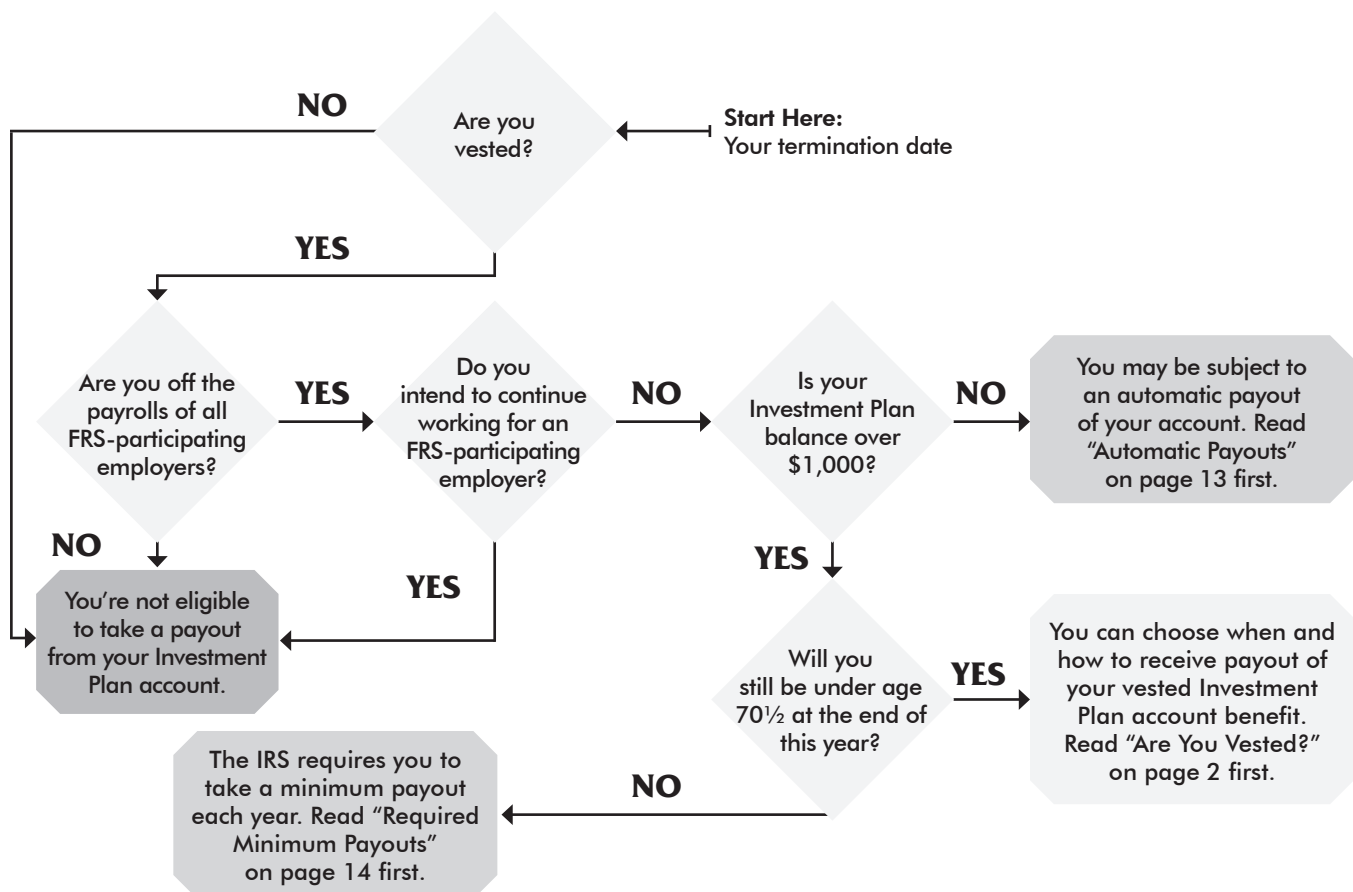 Start Here:
Your termination date
Are you
vested?
NO
YES
Are you off the
payrolls of all
FRS-participating
employers?
YES
NO
Do you
intend to continue
working for an
FRS-participating
employer?
NO
YES
Is your
Investment Plan
balance over
$1,000?
NO
You may be subject to
an automatic payout
of your account. Read
“Automatic Payouts”
on page 13 first.
YES
You’re not eligible
to take a payout
from your Investment
Plan account.
Will you
still be under age
70½ at the end of
this year?
YES
You can choose when and
how to receive payout of
your vested Investment
Plan account benefit.
Read “Are You Vested?”
on page 2 first.
NO
The IRS requires you to
take a minimum payout
each year. Read “Required
Minimum Payouts”
on page 14 first.